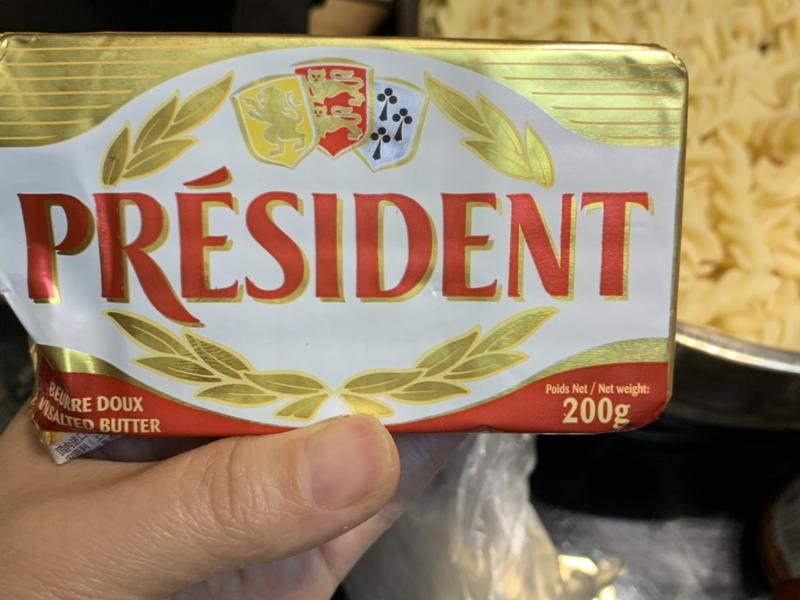 PRÉSIDENT
BEURRE DOUX
UNSALTED BUTTER
Poids Net / Net weight:
200g